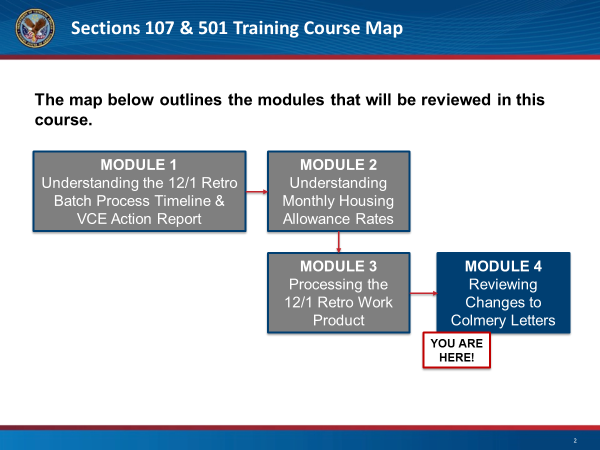 Sections 107 & 501 Training Course Map
The map below outlines the modules that will be reviewed in this
course.
MODULE 1
Understanding the 12/1 Retro
Batch Process Timeline &
VCE Action Report
MODULE 2
Understanding
Monthly Housing
Allowance Rates
MODULE 3
Processing the
12/1 Retro Work
Product
MODULE 4
Reviewing
Changes to
Colmery Letters
YOU ARE
HERE!
2